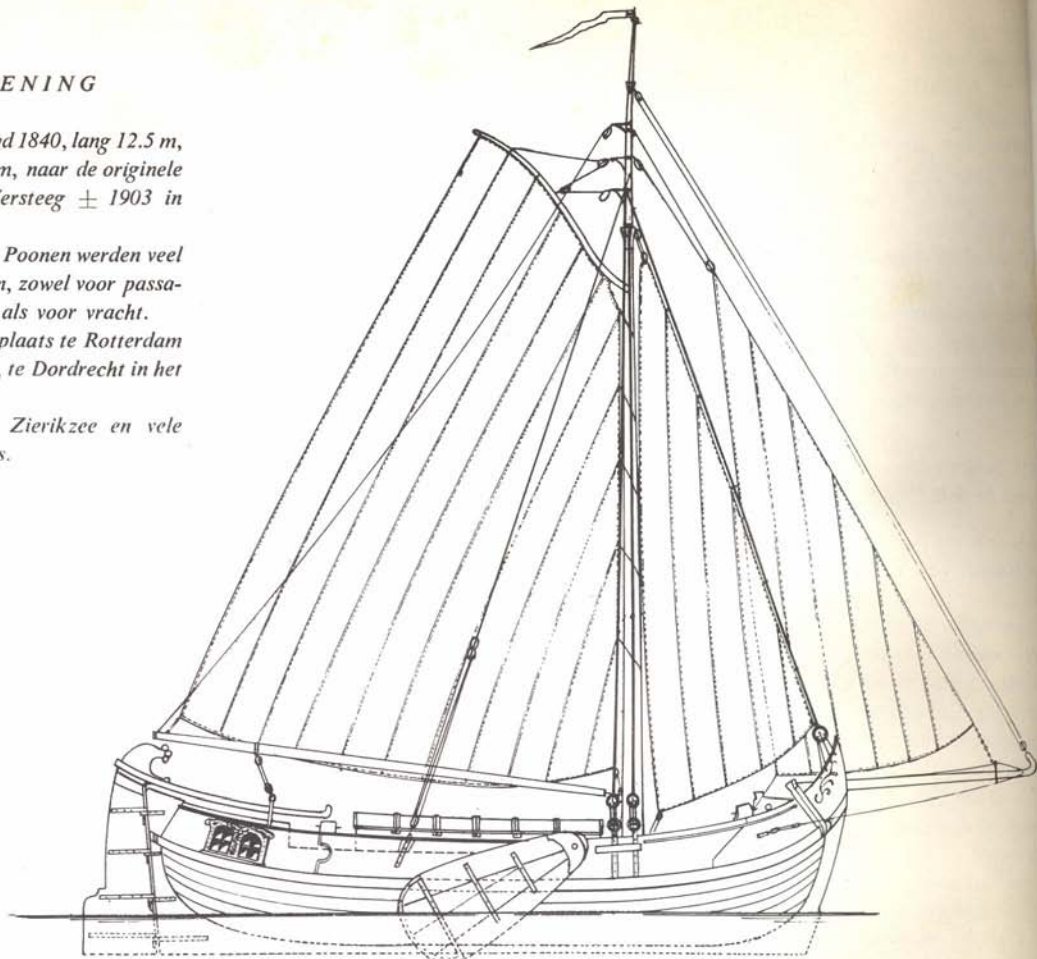 ENING
d 1840, lang 12.5 m,
m, naar de originele
ersteeg ± 1903 in
Poonen werden veel
n, zowel voor passa-
als voor vracht.
plaats te Rotterdam
te Dordrecht in het
Zierikzee en vele
s.